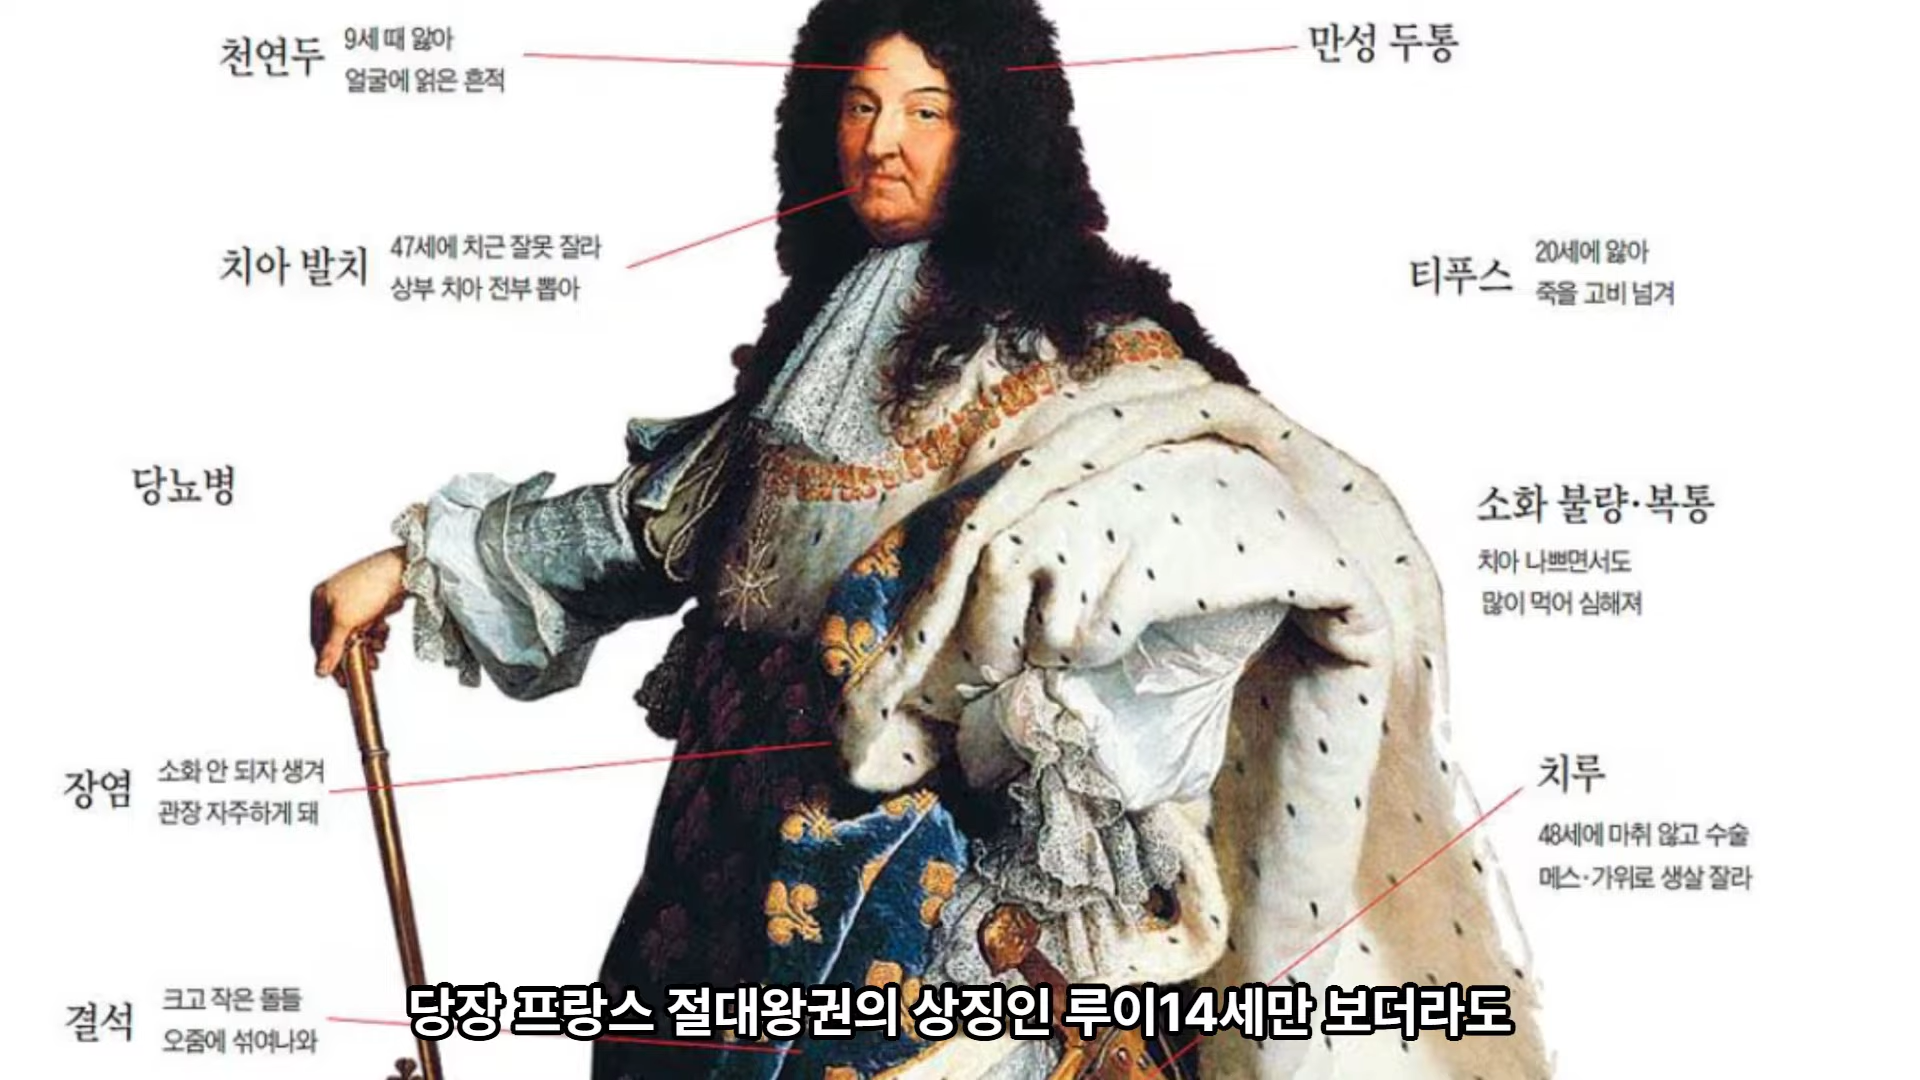 천연두
9세 때 앓아
얼굴에 얽은 흔적
만성 두통
치아 발치
47세에 치근 잘못 잘라
상부 치아 전부 뽑아
티푸스
20세에 앓아
죽을 고비 넘겨
당뇨병
소화 불량·복통
치아 나쁘면서도
많이 먹어 심해져
장염
소화 안 되자 생겨
관장 자주하게 돼
치루
48세에 마취 않고 수술
메스·가위로 생살 잘라
결석
크고 작은 돌들
오줌에 섞여나와
당장 프랑스 절대왕권의 상징인 루이14세만 보더라도